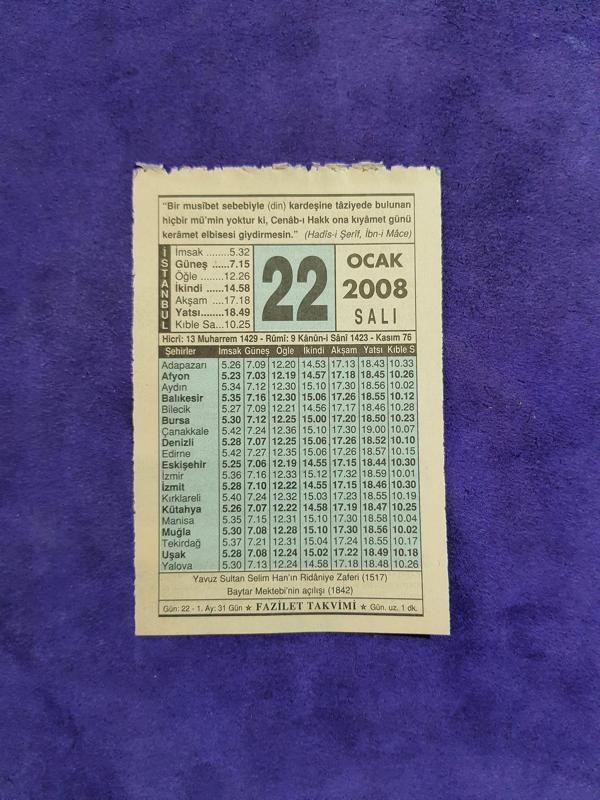 "Bir musîbet sebebiyle (din) kardeşine tâziyede bulunan
hiçbir mü'min yoktur ki, Cenâb-ı Hakk ona kıyâmet günü
kerâmet elbisesi giydirmesin." (Hadîs-i Şerîf, İbn-i Mâce)
İSTANBUL
İmsak ........5.32
Güneş ......7.15
Öğle ........12.26
İkindi ......14.58
Akşam ....17.18
Yatsı.......18.49
Kıble Sa...10.25
22
OCAK
2008
SALI
Hicrî: 13 Muharrem 1429 - Rûmî: 9 Kânûn-i Sânî 1423 - Kasım 76
Şehirler İmsak Güneş Öğle İkindi Akşam Yatsı Kıble S
Adapazarı 5.26 7.09 12.20 14.53 17.13 18.43 10.33
Afyon 5.23 7.03 12.19 14.57 17.18 18.45 10.26
Aydın 5.34 7.12 12.30 15.10 17.30 18.56 10.02
Balıkesir 5.35 7.16 12.30 15.06 17.26 18.55 10.12
Bilecik 5.27 7.09 12.21 14.56 17.17 18.46 10.28
Bursa 5.30 7.12 12.25 15.00 17.20 18.50 10.23
Çanakkale 5.42 7.24 12.36 15.10 17.30 19.00 10.07
Denizli 5.28 7.07 12.25 15.06 17.26 18.52 10.10
Edirne 5.42 7.27 12.35 15.06 17.26 18.57 10.15
Eskişehir 5.25 7.06 12.19 14.55 17.15 18.44 10.30
İzmir 5.36 7.16 12.33 15.12 17.32 18.59 10.01
İzmit 5.28 7.10 12.22 14.55 17.15 18.46 10.30
Kırklareli 5.40 7.24 12.32 15.03 17.23 18.55 10.19
Kütahya 5.26 7.07 12.22 14.58 17.19 18.47 10.25
Manisa 5.35 7.15 12.31 15.10 17.30 18.58 10.04
Muğla 5.30 7.08 12.28 15.10 17.30 18.56 10.02
Tekirdağ 5.37 7.21 12.31 15.04 17.24 18.55 10.17
Uşak 5.28 7.08 12.24 15.02 17.22 18.49 10.18
Yalova 5.30 7.13 12.24 14.58 17.18 18.48 10.26
Yavuz Sultan Selim Han'ın Ridâniye Zaferi (1517)
Baytar Mektebi'nin açılışı (1842)
Gün: 22 - 1. Ay: 31 Gün ★ FAZİLET TAKVİMİ ★ Gün. uz. 1 dk.